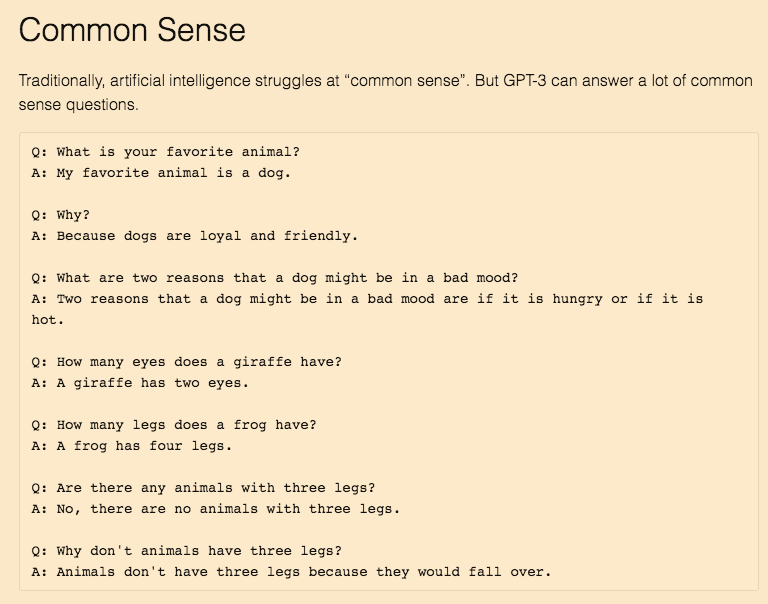 Common Sense
Traditionally, artificial intelligence struggles at “common sense”. But GPT-3 can answer a lot of common
sense questions.
Q: What is your favorite animal?
A: My favorite animal is a dog.
Q: Why?
A: Because dogs are loyal and friendly.
Q: What are two reasons that a dog might be in a bad mood?
A: Two reasons that a dog might be in a bad mood are if it is hungry or if it is
hot.
Q: How many eyes does a giraffe have?
A: A giraffe has two eyes.
Q: How many legs does a frog have?
A: A frog has four legs.
Q: Are there any animals with three legs?
A: No, there are no animals with three legs.
Q: Why don't animals have three legs?
A: Animals don't have three legs because they would fall over.